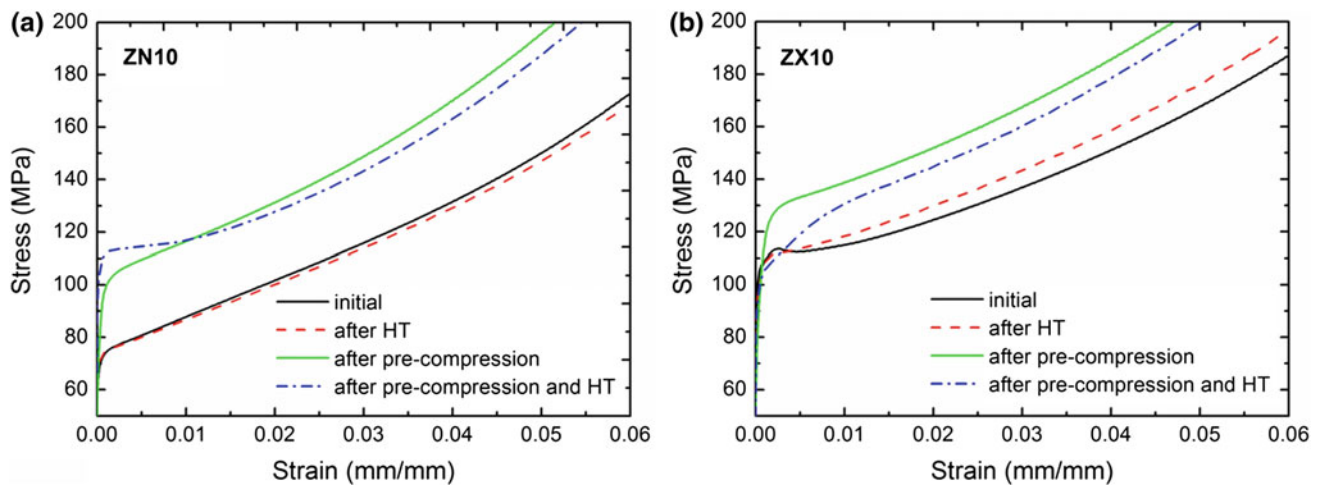 (a)
ZN10
200
180
160
140
120
100
80
60
Stress (MPa)
initial
after HT
after pre-compression
after pre-compression and HT
0.00 0.01 0.02 0.03 0.04 0.05 0.06
Strain (mm/mm)
(b)
ZX10
200
180
160
140
120
100
80
60
Stress (MPa)
initial
after HT
after pre-compression
after pre-compression and HT
0.00 0.01 0.02 0.03 0.04 0.05 0.06
Strain (mm/mm)